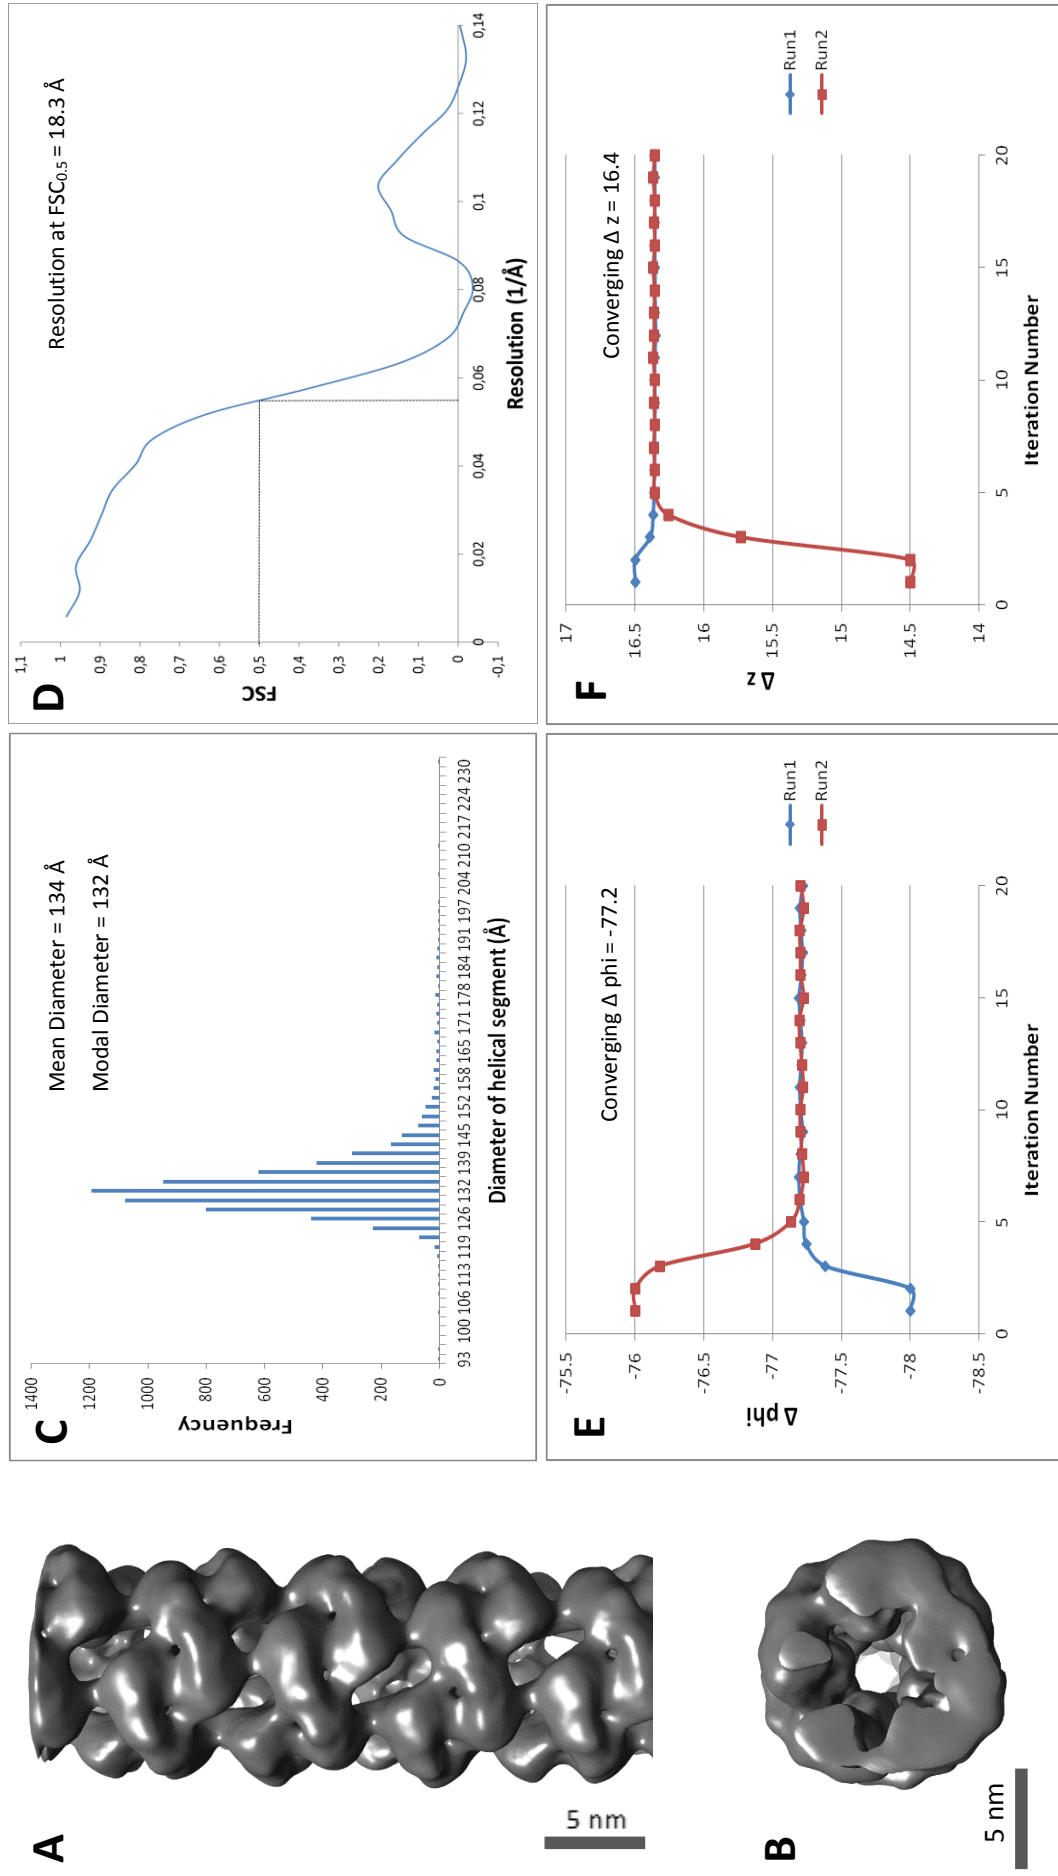 A
5 nm
B
5 nm
C
Mean Diameter = 134 Å
Modal Diameter = 132 Å
Frequency
1400
1200
1000
800
600
400
200
0
93 100 106 113 119 126 132 139 145 152 158 165 171 178 184 191 197 204 210 217 224 230
Diameter of helical segment (Å)
D
Resolution at FSC0.5 = 18.3 Å
FSC
1,1
1
0,9
0,8
0,7
0,6
0,5
0,4
0,3
0,2
0,1
0
-0,1
0 0,02 0,04 0,06 0,08 0,1 0,12 0,14
Resolution (1/Å)
E
Converging Δ phi = -77.2
Δ phi
-75.5
-76
-76.5
-77
-77.5
-78
-78.5
0 5 10 15 20
Iteration Number
Run1
Run2
F
Converging Δ z = 16.4
Δ z
17
16.5
16
15.5
15
14.5
14
0 5 10 15 20
Iteration Number
Run1
Run2